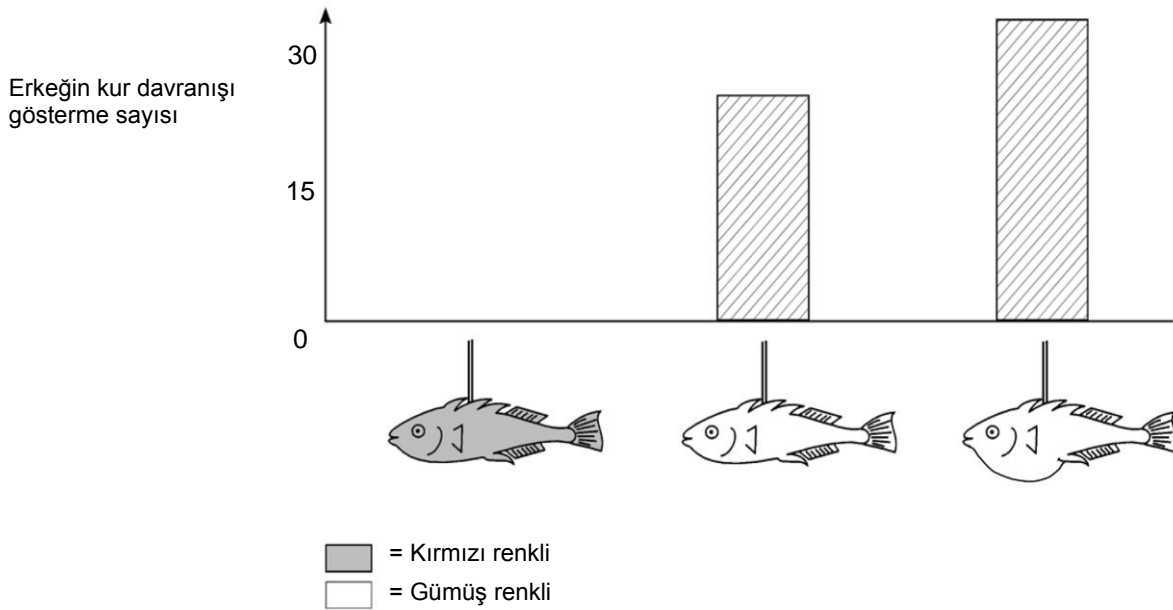 30
Erkeğin kur davranışı
gösterme sayısı
15
0
= Kırmızı renkli
= Gümüş renkli